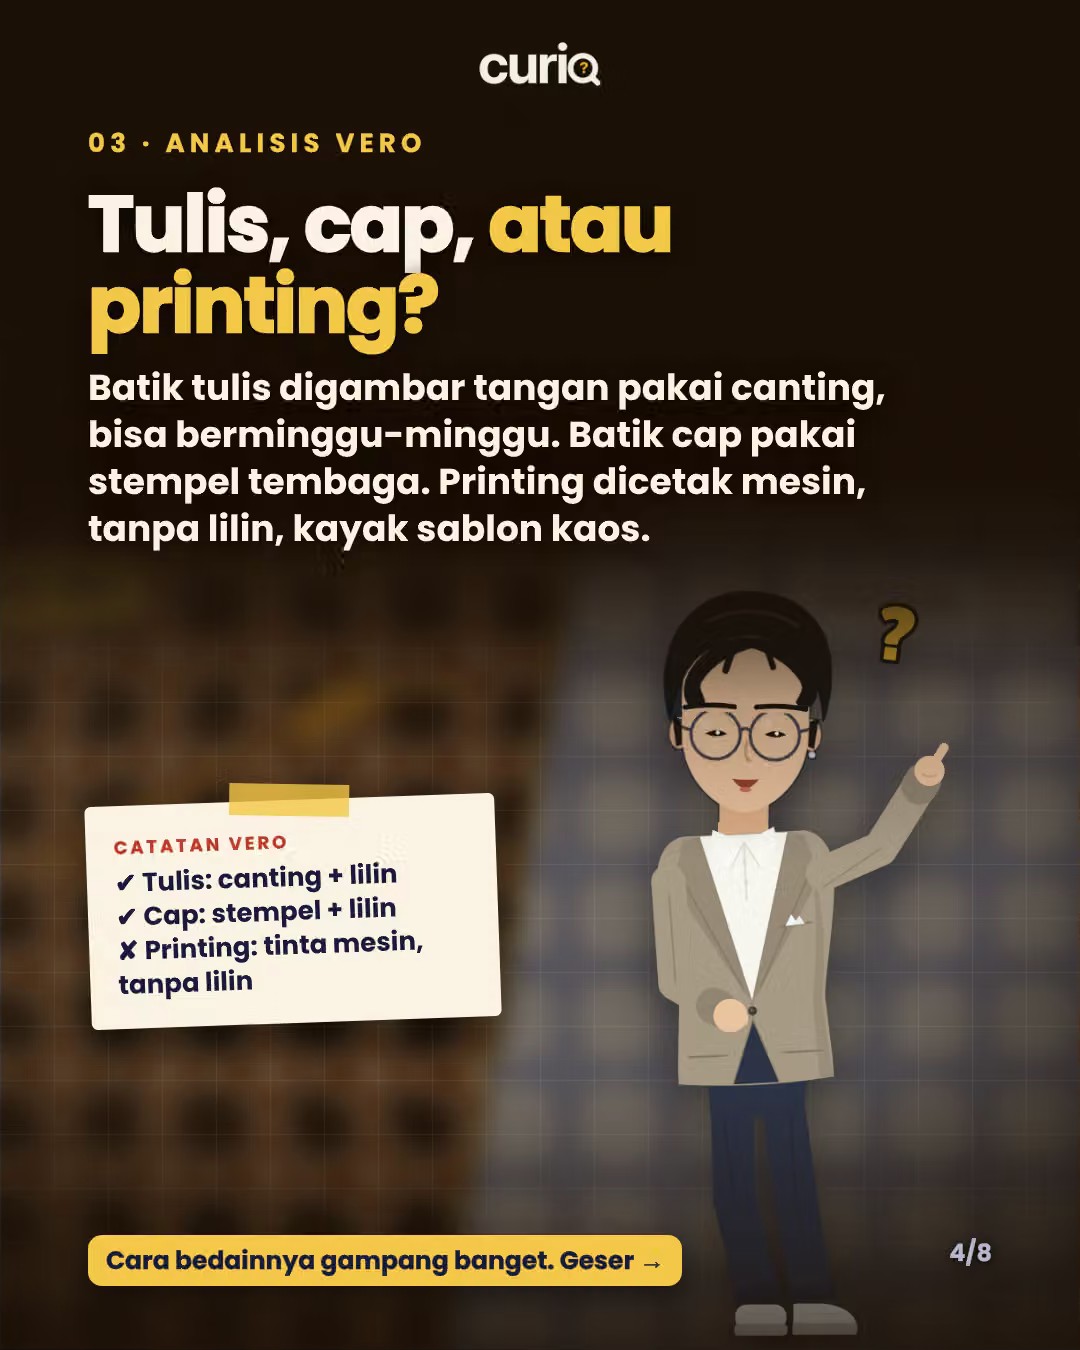 curio
03 · ANALISIS VERO
Tulis, cap, atau
printing?
Batik tulis digambar tangan pakai canting,
bisa berminggu-minggu. Batik cap pakai
stempel tembaga. Printing dicetak mesin,
tanpa lilin, kayak sablon kaos.
?
CATATAN VERO
✔ Tulis: canting + lilin
✔ Cap: stempel + lilin
✘ Printing: tinta mesin,
tanpa lilin
Cara bedainnya gampang banget. Geser →
4/8